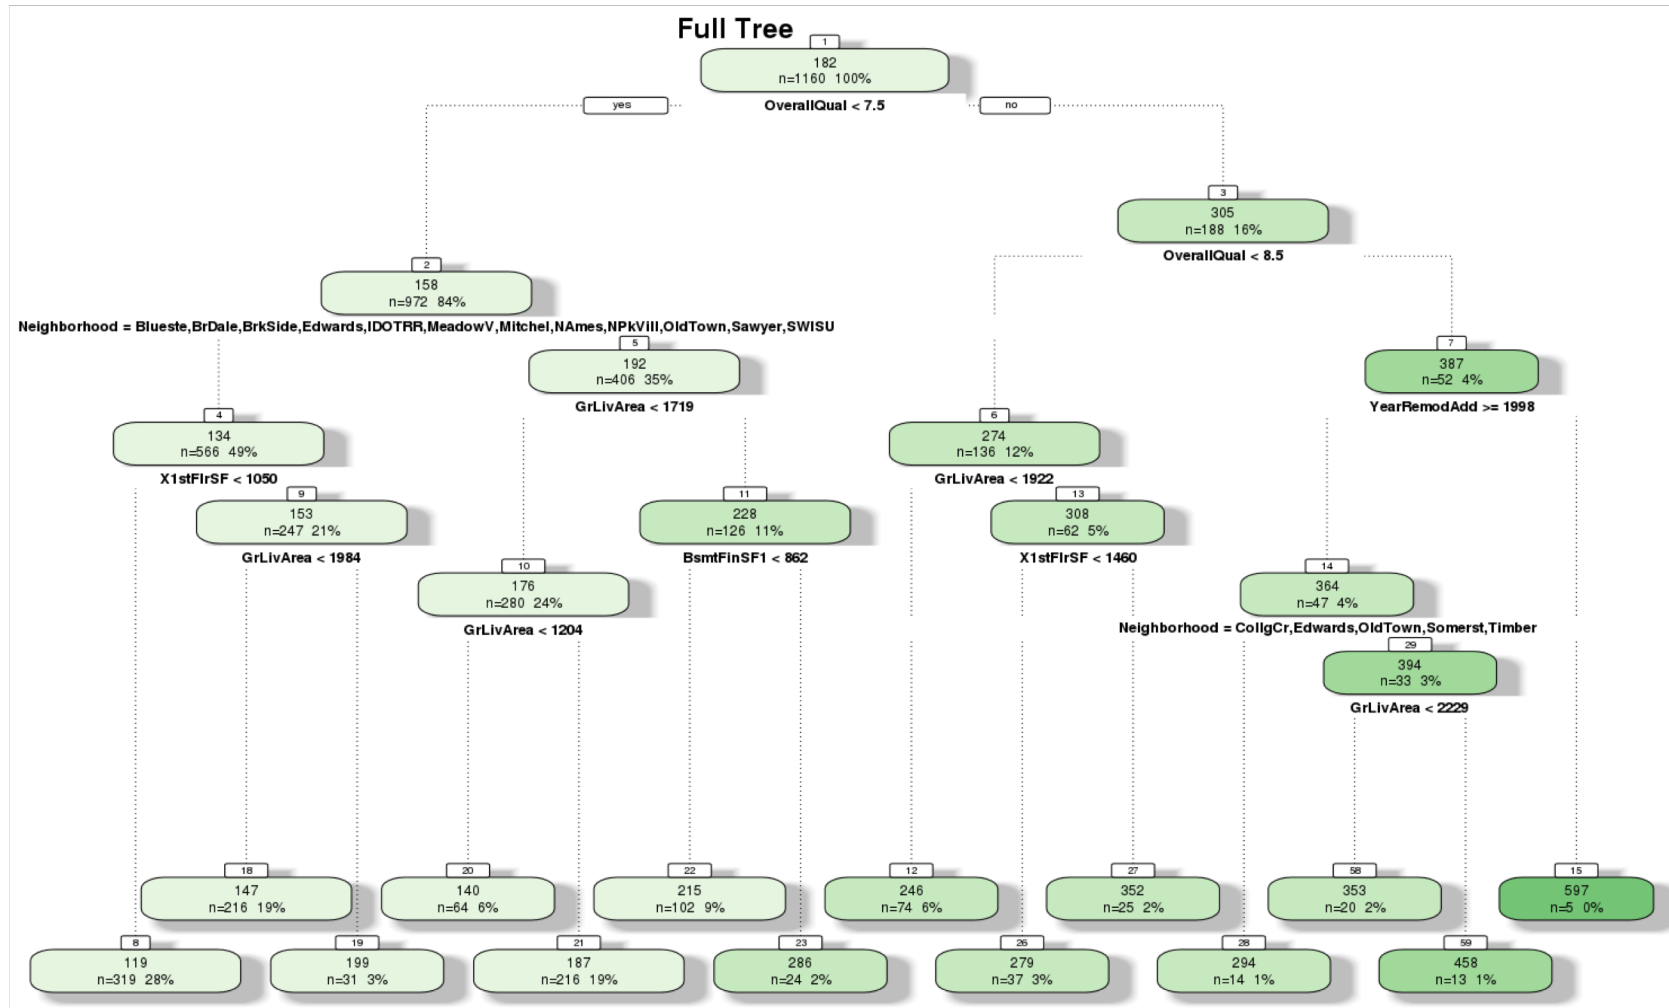 Full Tree
1
182
n=1160 100%
yes
OverallQual < 7.5
no
3
305
n=188 16%
OverallQual < 8.5
2
158
n=972 84%
Neighborhood = Blueste,BrDale,BrkSide,Edwards,IDOTRR,MeadowV,Mitchel,NAmes,NPkVill,OldTown,Sawyer,SWISU
5
192
n=406 35%
GrLivArea < 1719
7
387
n=52 4%
YearRemodAdd >= 1998
4
134
n=566 49%
X1stFlrSF < 1050
6
274
n=136 12%
GrLivArea < 1922
9
153
n=247 21%
GrLivArea < 1984
11
228
n=126 11%
BsmtFinSF1 < 862
13
308
n=62 5%
X1stFlrSF < 1460
10
176
n=280 24%
GrLivArea < 1204
14
364
n=47 4%
Neighborhood = CollgCr,Edwards,OldTown,Somerst,Timber
29
394
n=33 3%
GrLivArea < 2229
18
147
n=216 19%
20
140
n=64 6%
22
215
n=102 9%
12
246
n=74 6%
27
352
n=25 2%
58
353
n=20 2%
15
597
n=5 0%
8
119
n=319 28%
19
199
n=31 3%
21
187
n=216 19%
23
286
n=24 2%
26
279
n=37 3%
28
294
n=14 1%
59
458
n=13 1%